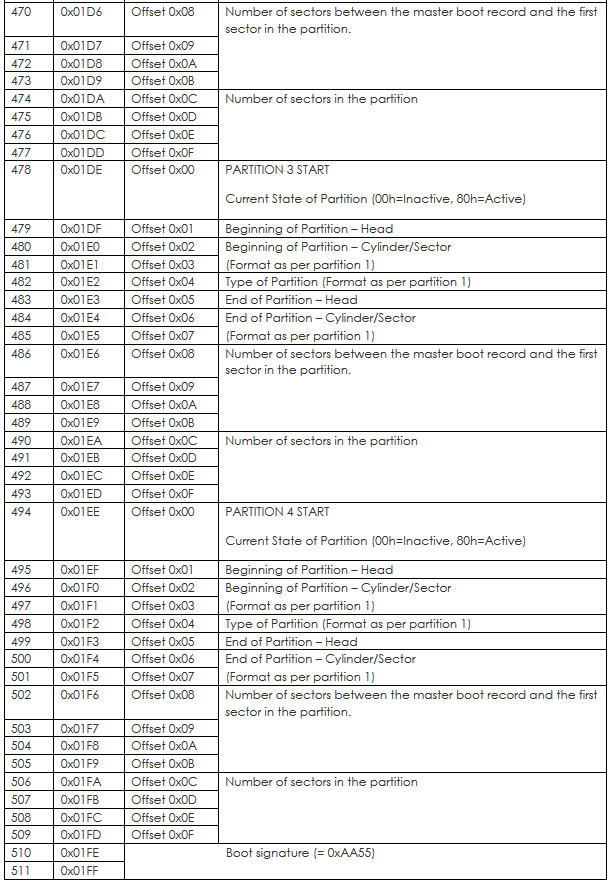 470 0x01D6 Offset 0x08 Number of sectors between the master boot record and the first
sector in the partition.
471 0x01D7 Offset 0x09
472 0x01D8 Offset 0x0A
473 0x01D9 Offset 0x0B
474 0x01DA Offset 0x0C Number of sectors in the partition
475 0x01DB Offset 0x0D
476 0x01DC Offset 0x0E
477 0x01DD Offset 0x0F
478 0x01DE Offset 0x00 PARTITION 3 START
Current State of Partition (00h=Inactive, 80h=Active)
479 0x01DF Offset 0x01 Beginning of Partition – Head
480 0x01E0 Offset 0x02 Beginning of Partition – Cylinder/Sector
481 0x01E1 Offset 0x03 (Format as per partition 1)
482 0x01E2 Offset 0x04 Type of Partition (Format as per partition 1)
483 0x01E3 Offset 0x05 End of Partition – Head
484 0x01E4 Offset 0x06 End of Partition – Cylinder/Sector
485 0x01E5 Offset 0x07 (Format as per partition 1)
486 0x01E6 Offset 0x08 Number of sectors between the master boot record and the first
sector in the partition.
487 0x01E7 Offset 0x09
488 0x01E8 Offset 0x0A
489 0x01E9 Offset 0x0B
490 0x01EA Offset 0x0C Number of sectors in the partition
491 0x01EB Offset 0x0D
492 0x01EC Offset 0x0E
493 0x01ED Offset 0x0F
494 0x01EE Offset 0x00 PARTITION 4 START
Current State of Partition (00h=Inactive, 80h=Active)
495 0x01EF Offset 0x01 Beginning of Partition – Head
496 0x01F0 Offset 0x02 Beginning of Partition – Cylinder/Sector
497 0x01F1 Offset 0x03 (Format as per partition 1)
498 0x01F2 Offset 0x04 Type of Partition (Format as per partition 1)
499 0x01F3 Offset 0x05 End of Partition – Head
500 0x01F4 Offset 0x06 End of Partition – Cylinder/Sector
501 0x01F5 Offset 0x07 (Format as per partition 1)
502 0x01F6 Offset 0x08 Number of sectors between the master boot record and the first
sector in the partition.
503 0x01F7 Offset 0x09
504 0x01F8 Offset 0x0A
505 0x01F9 Offset 0x0B
506 0x01FA Offset 0x0C Number of sectors in the partition
507 0x01FB Offset 0x0D
508 0x01FC Offset 0x0E
509 0x01FD Offset 0x0F
510 0x01FE Boot signature (= 0xAA55)
511 0x01FF